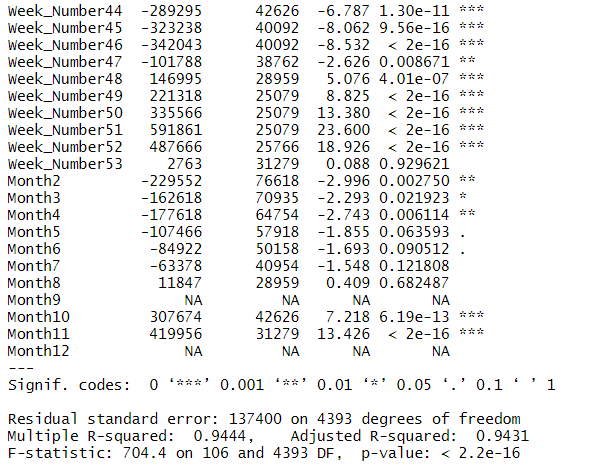 Week_Number44  -289295      42626  -6.787 1.30e-11 ***
Week_Number45  -323238      40092  -8.062 9.56e-16 ***
Week_Number46  -342043      40092  -8.532  < 2e-16 ***
Week_Number47  -101788      38762  -2.626 0.008671 **
Week_Number48   146995      28959   5.076 4.01e-07 ***
Week_Number49   221318      25079   8.825  < 2e-16 ***
Week_Number50   335566      25079  13.380  < 2e-16 ***
Week_Number51   591861      25079  23.600  < 2e-16 ***
Week_Number52   487666      25766  18.926  < 2e-16 ***
Week_Number53     2763      31279   0.088 0.929621
Month2         -229552      76618  -2.996 0.002750 **
Month3         -162618      70935  -2.293 0.021923 *
Month4         -177618      64754  -2.743 0.006114 **
Month5         -107466      57918  -1.855 0.063593 .
Month6          -84922      50158  -1.693 0.090512 .
Month7          -63378      40954  -1.548 0.121808
Month8           11847      28959   0.409 0.682487
Month9              NA         NA      NA       NA
Month10         307674      42626   7.218 6.19e-13 ***
Month11         419956      31279  13.426  < 2e-16 ***
Month12             NA         NA      NA       NA
---
Signif. codes:  0 ‘***’ 0.001 ‘**’ 0.01 ‘*’ 0.05 ‘.’ 0.1 ‘ ’ 1
Residual standard error: 137400 on 4393 degrees of freedom
Multiple R-squared:  0.9444,    Adjusted R-squared:  0.9431
F-statistic: 704.4 on 106 and 4393 DF,  p-value: < 2.2e-16